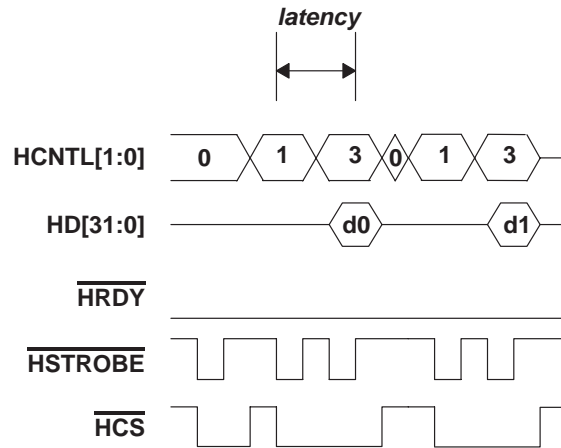 latency
HCNTL[1:0] 0 1 3 0 1 3
HD[31:0] d0 d1
HRDY
HSTROBE
HCS